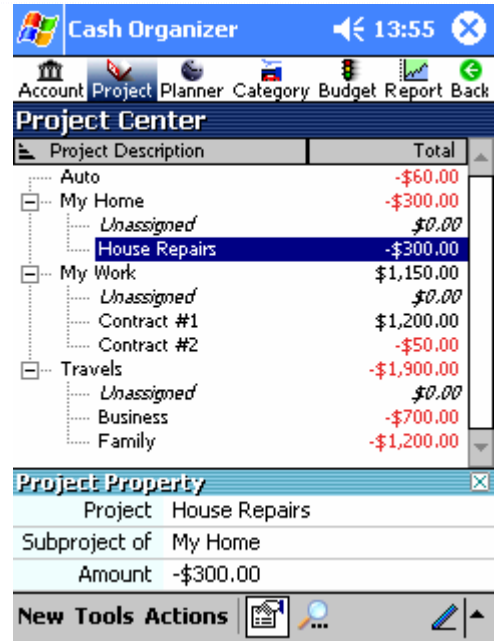 Cash Organizer 13:55
Account Project Planner Category Budget Report Back
Project Center
Project Description Total
Auto -$60.00
My Home -$300.00
Unassigned $0.00
House Repairs -$300.00
My Work $1,150.00
Unassigned $0.00
Contract #1 $1,200.00
Contract #2 -$50.00
Travels -$1,900.00
Unassigned $0.00
Business -$700.00
Family -$1,200.00
Project Property
Project House Repairs
Subproject of My Home
Amount -$300.00
New Tools Actions